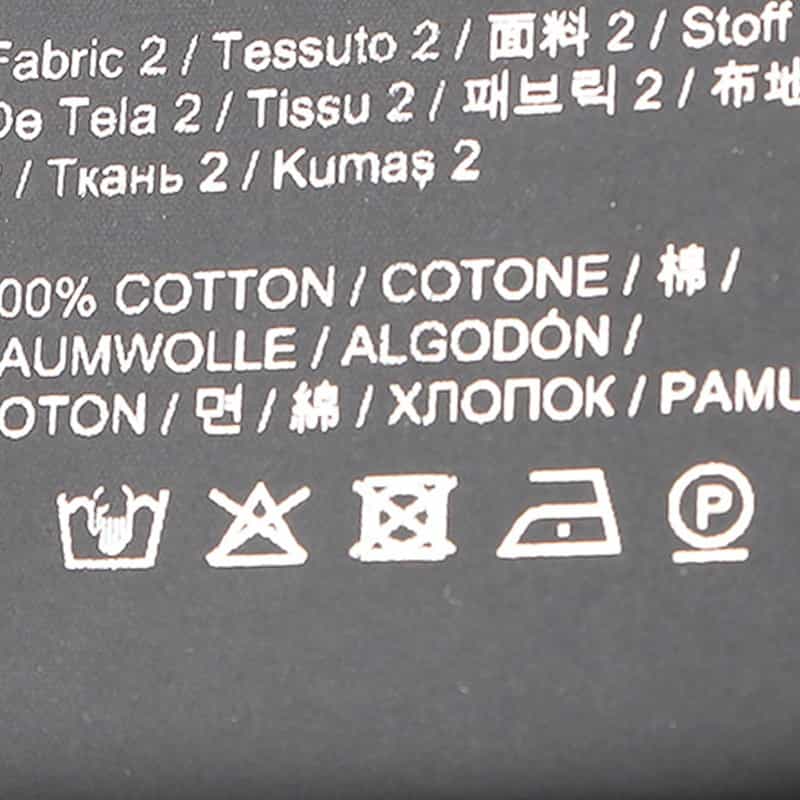 Fabric 2 / Tessuto 2 / 面料 2 / Stoff
De Tela 2 / Tissu 2 / 패브릭 2 / 布地
/ Ткань 2 / Kumaş 2
00% COTTON / COTONE / 棉 /
AUMWOLLE / ALGODÓN /
OTON / 면 / 綿 / ХЛОПОК / PAMU
P